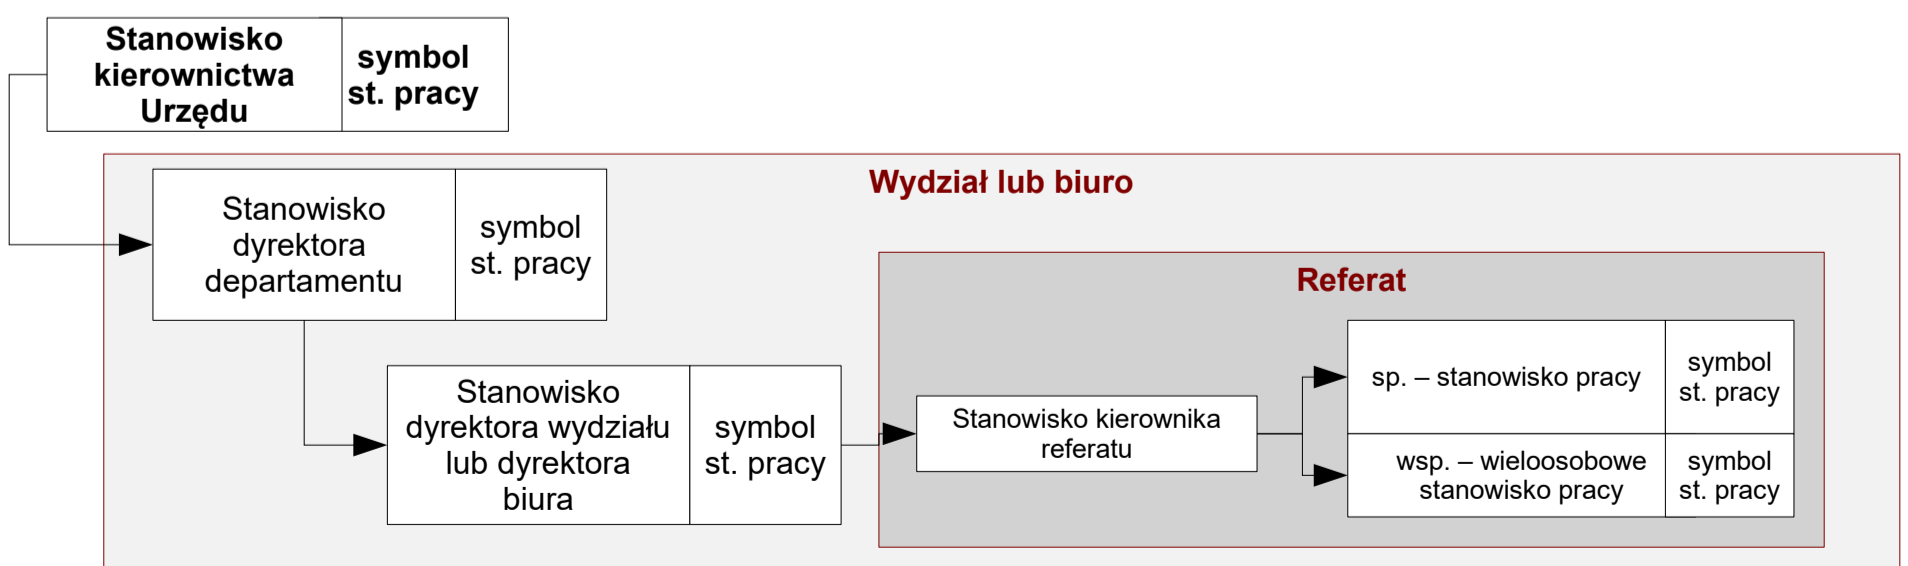 Stanowisko
kierownictwa
Urzędu
symbol
st. pracy
Wydział lub biuro
Stanowisko
dyrektora
departamentu
symbol
st. pracy
Referat
Stanowisko
dyrektora wydziału
lub dyrektora
biura
symbol
st. pracy
Stanowisko kierownika
referatu
sp. – stanowisko pracy
symbol
st. pracy
wsp. – wieloosobowe
stanowisko pracy
symbol
st. pracy